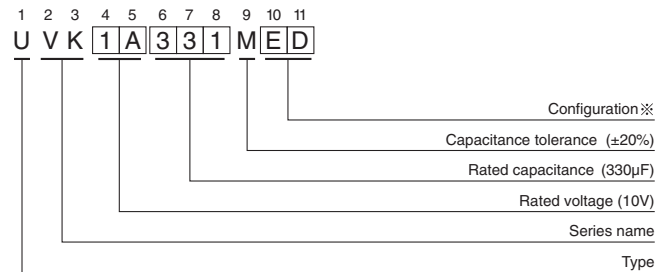 1 2 3 4 5 6 7 8 9 10 11
U V K 1 A 3 3 1 M E D
Configuration※
Capacitance tolerance (±20%)
Rated capacitance (330µF)
Rated voltage (10V)
Series name
Type